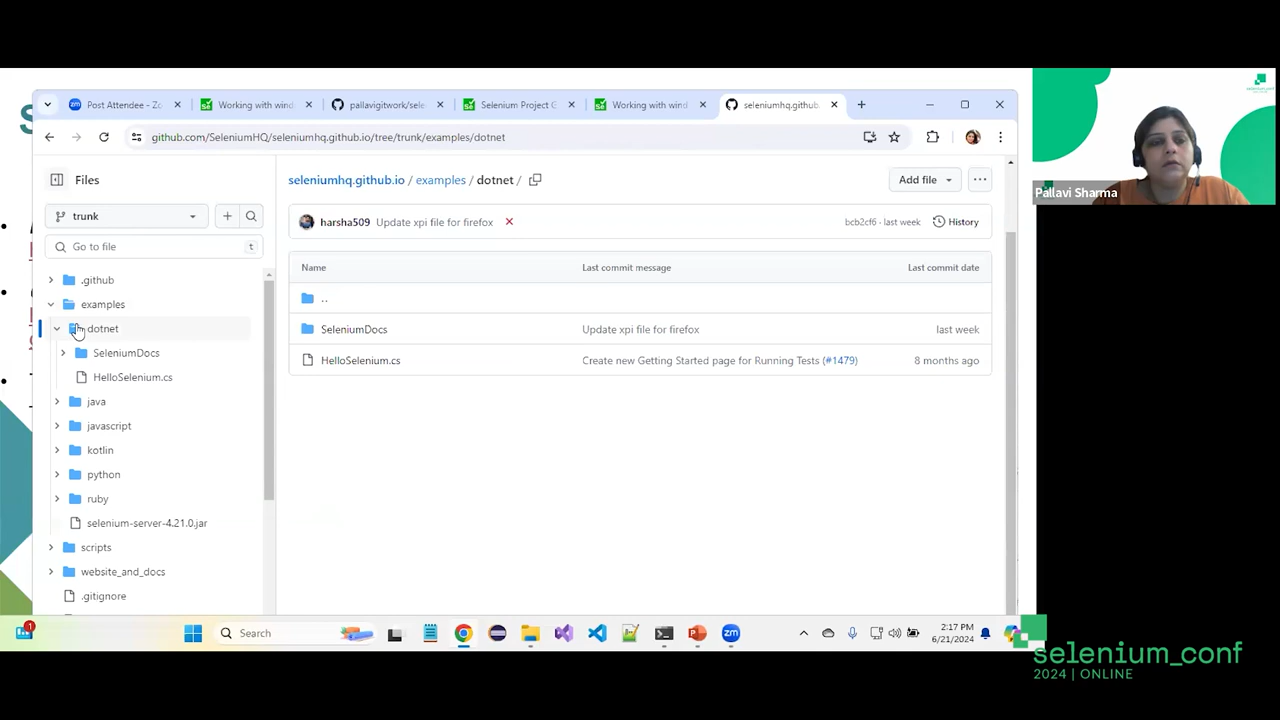 Post Attendee - Zo
Working with wind
pallavigitwork/sele
Selenium Project G
Working with wind
seleniumhq.github.
github.com/SeleniumHQ/seleniumhq.github.io/tree/trunk/examples/dotnet
Files
seleniumhq.github.io / examples / dotnet /
Add file
trunk
harsha509 Update xpi file for firefox
bcb2cf6 · last week
History
Go to file
t
Name
Last commit message
Last commit date
.github
..
examples
dotnet
SeleniumDocs
Update xpi file for firefox
last week
SeleniumDocs
HelloSelenium.cs
Create new Getting Started page for Running Tests (#1479)
8 months ago
HelloSelenium.cs
java
javascript
kotlin
python
ruby
selenium-server-4.21.0.jar
scripts
website_and_docs
.gitignore
1
Search
2:17 PM
6/21/2024
Pallavi Sharma
selenium_conf
2024 | ONLINE